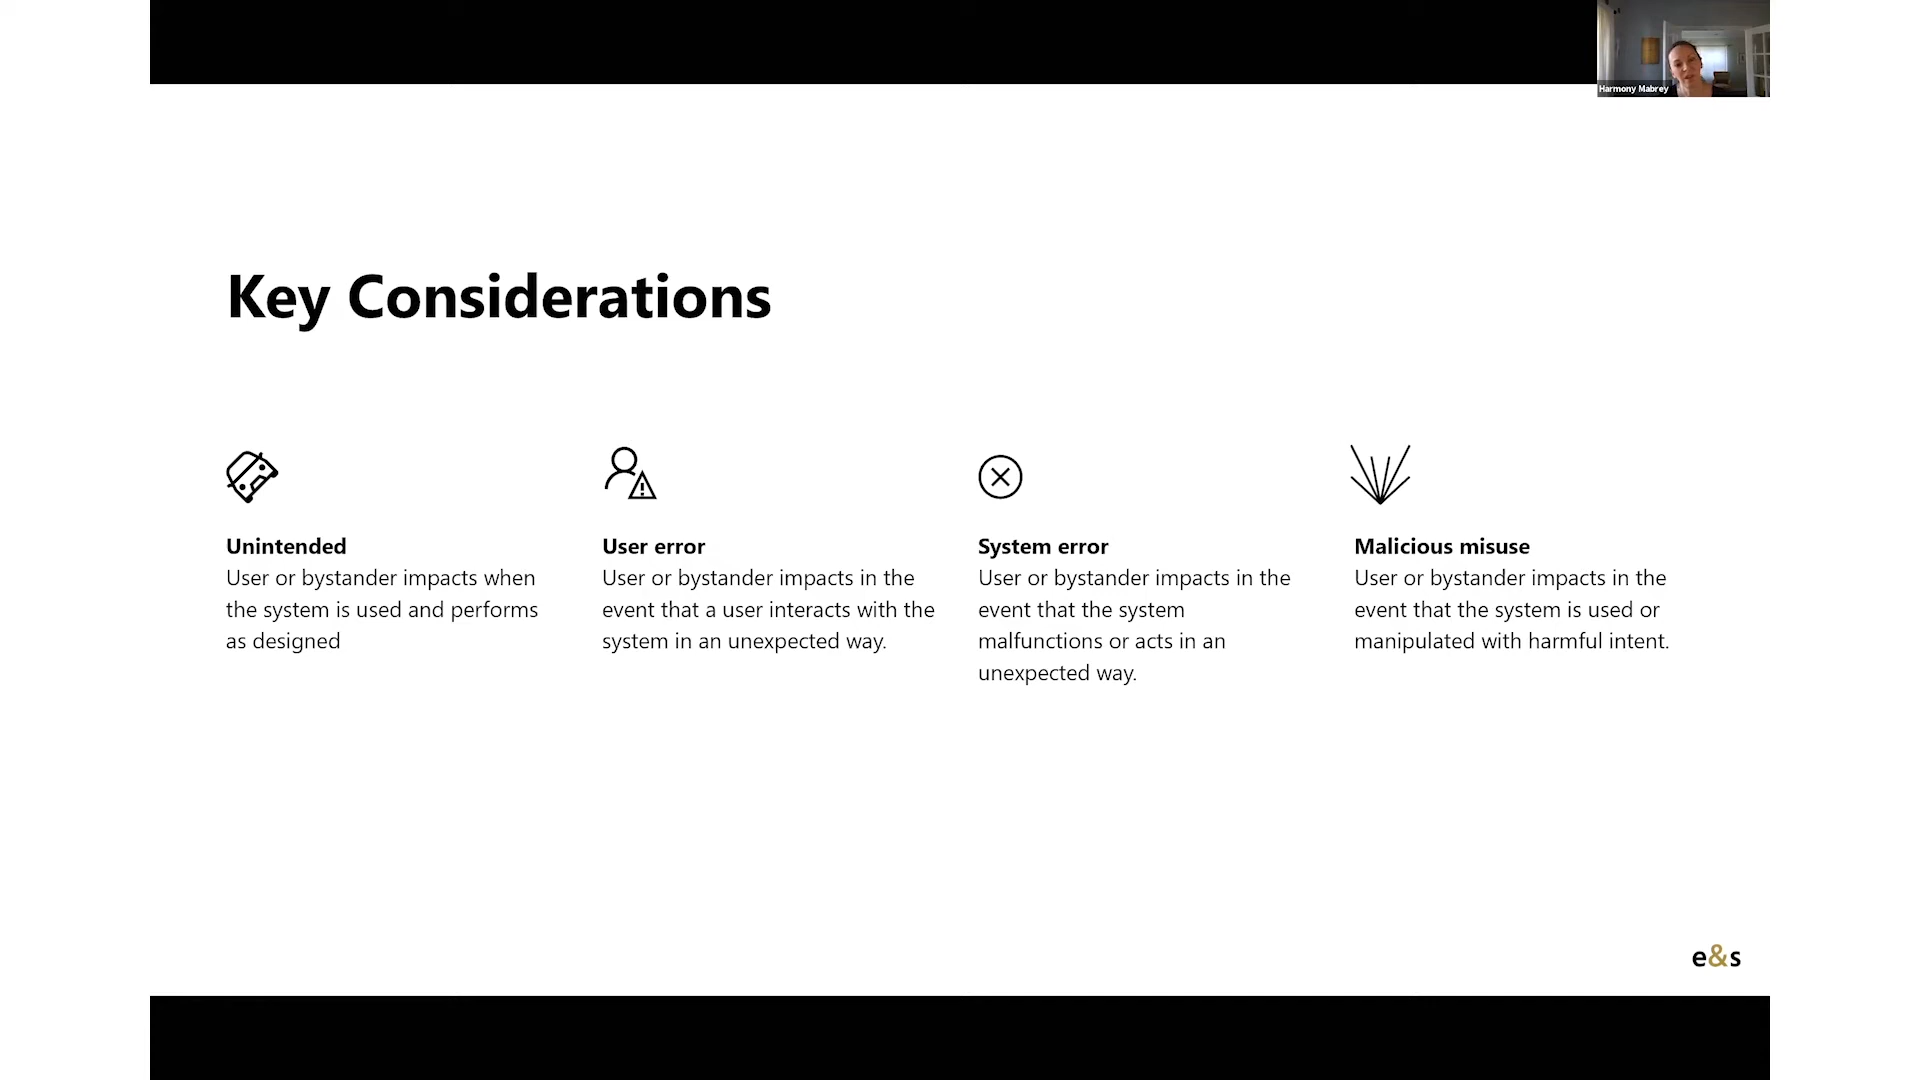 Harmony Mabrey
Key Considerations
Unintended
User or bystander impacts when
the system is used and performs
as designed
User error
User or bystander impacts in the
event that a user interacts with the
system in an unexpected way.
System error
User or bystander impacts in the
event that the system
malfunctions or acts in an
unexpected way.
Malicious misuse
User or bystander impacts in the
event that the system is used or
manipulated with harmful intent.
e&s